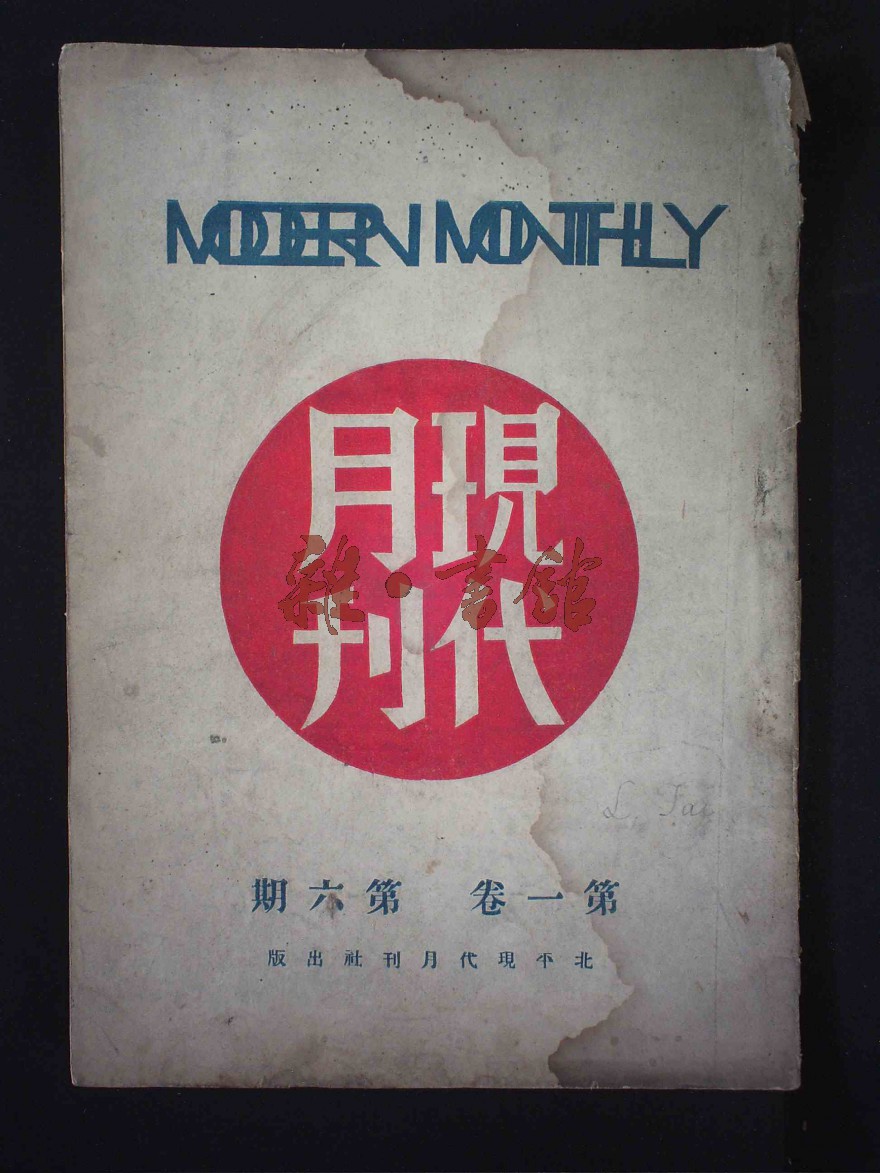 MODERN MONTHLY
現代
月刊
雜·書館
L. Fa
第一卷 第六期
北平現代月刊社出版